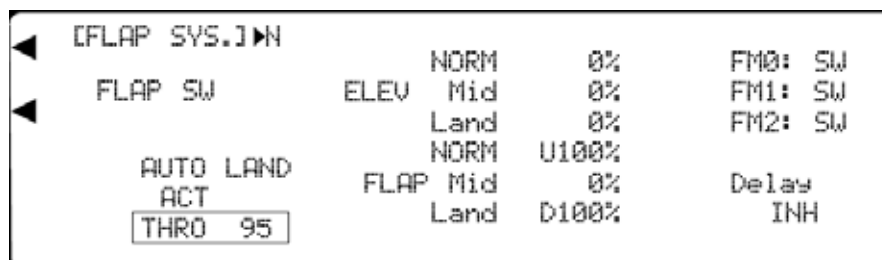 [FLAP SYS.]▶N
NORM 0% FM0: SW
FLAP SW ELEV Mid 0% FM1: SW
Land 0% FM2: SW
NORM U100%
AUTO LAND
FLAP Mid 0% Delay
ACT
Land D100% INH
THRO 95